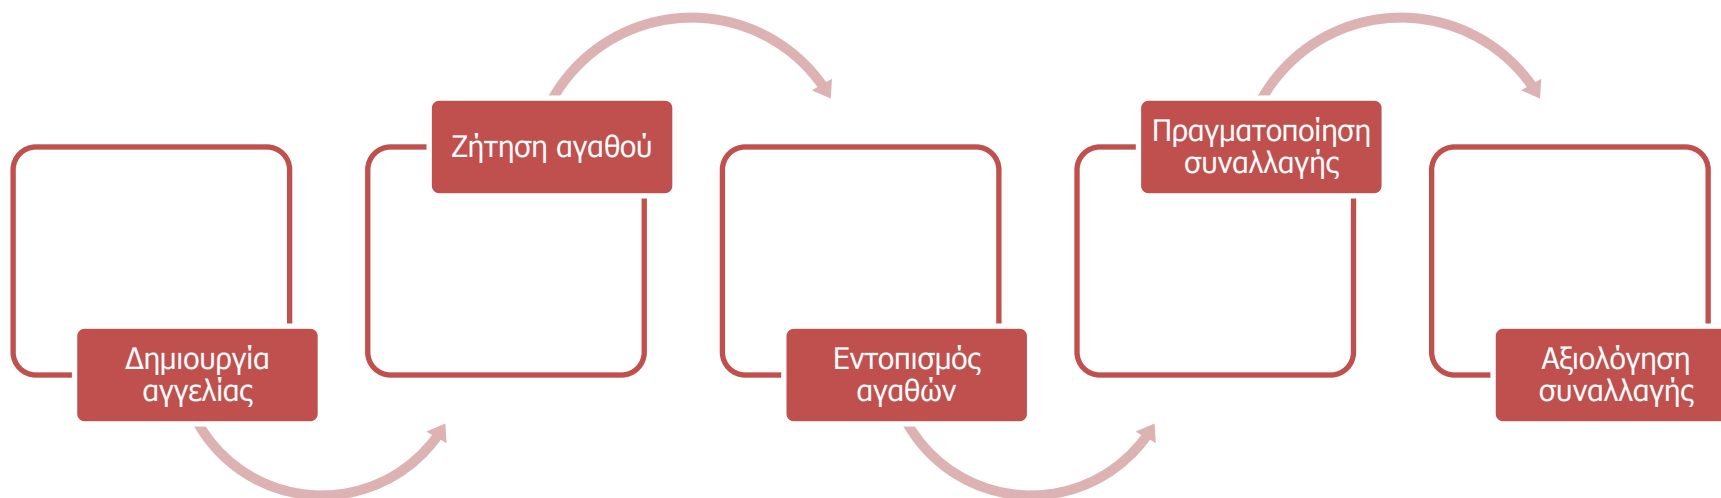 Δημιουργία
αγγελίας
Ζήτηση αγαθού
Εντοπισμός
αγαθών
Πραγματοποίηση
συναλλαγής
Αξιολόγηση
συναλλαγής